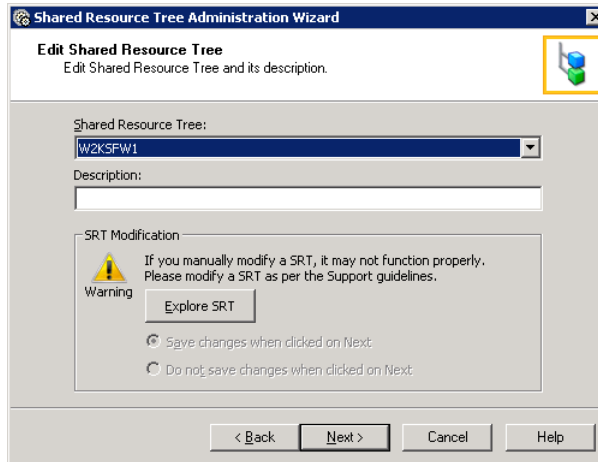 Shared Resource Tree Administration Wizard
Edit Shared Resource Tree
Edit Shared Resource Tree and its description.
Shared Resource Tree:
W2KSFW1
Description:
SRT Modification
If you manually modify a SRT, it may not function properly.
Please modify a SRT as per the Support guidelines.
Warning
Explore SRT
Save changes when clicked on Next
Do not save changes when clicked on Next
< Back Next > Cancel Help